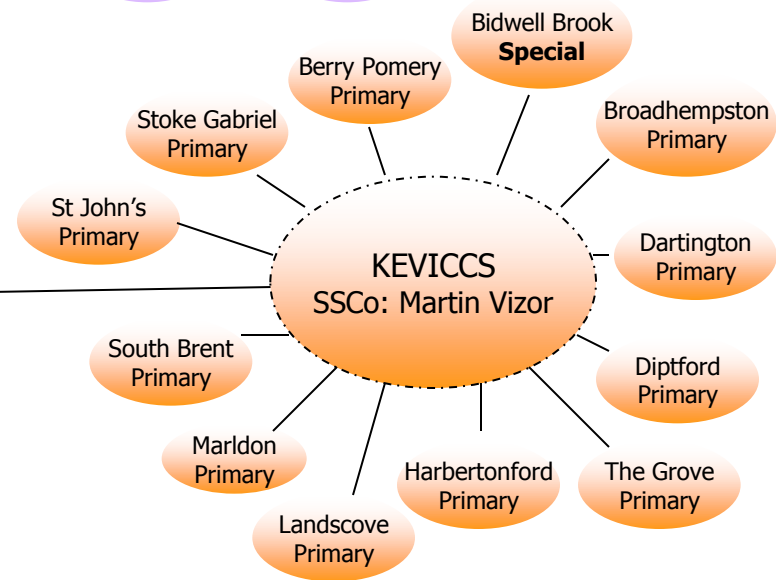 Bidwell Brook
Special
Berry Pomery
Primary
Broadhempston
Primary
Stoke Gabriel
Primary
St John's
Primary
Dartington
Primary
KEVICCS
SSCo: Martin Vizor
South Brent
Primary
Diptford
Primary
Marldon
Primary
Harbertonford
Primary
The Grove
Primary
Landscove
Primary